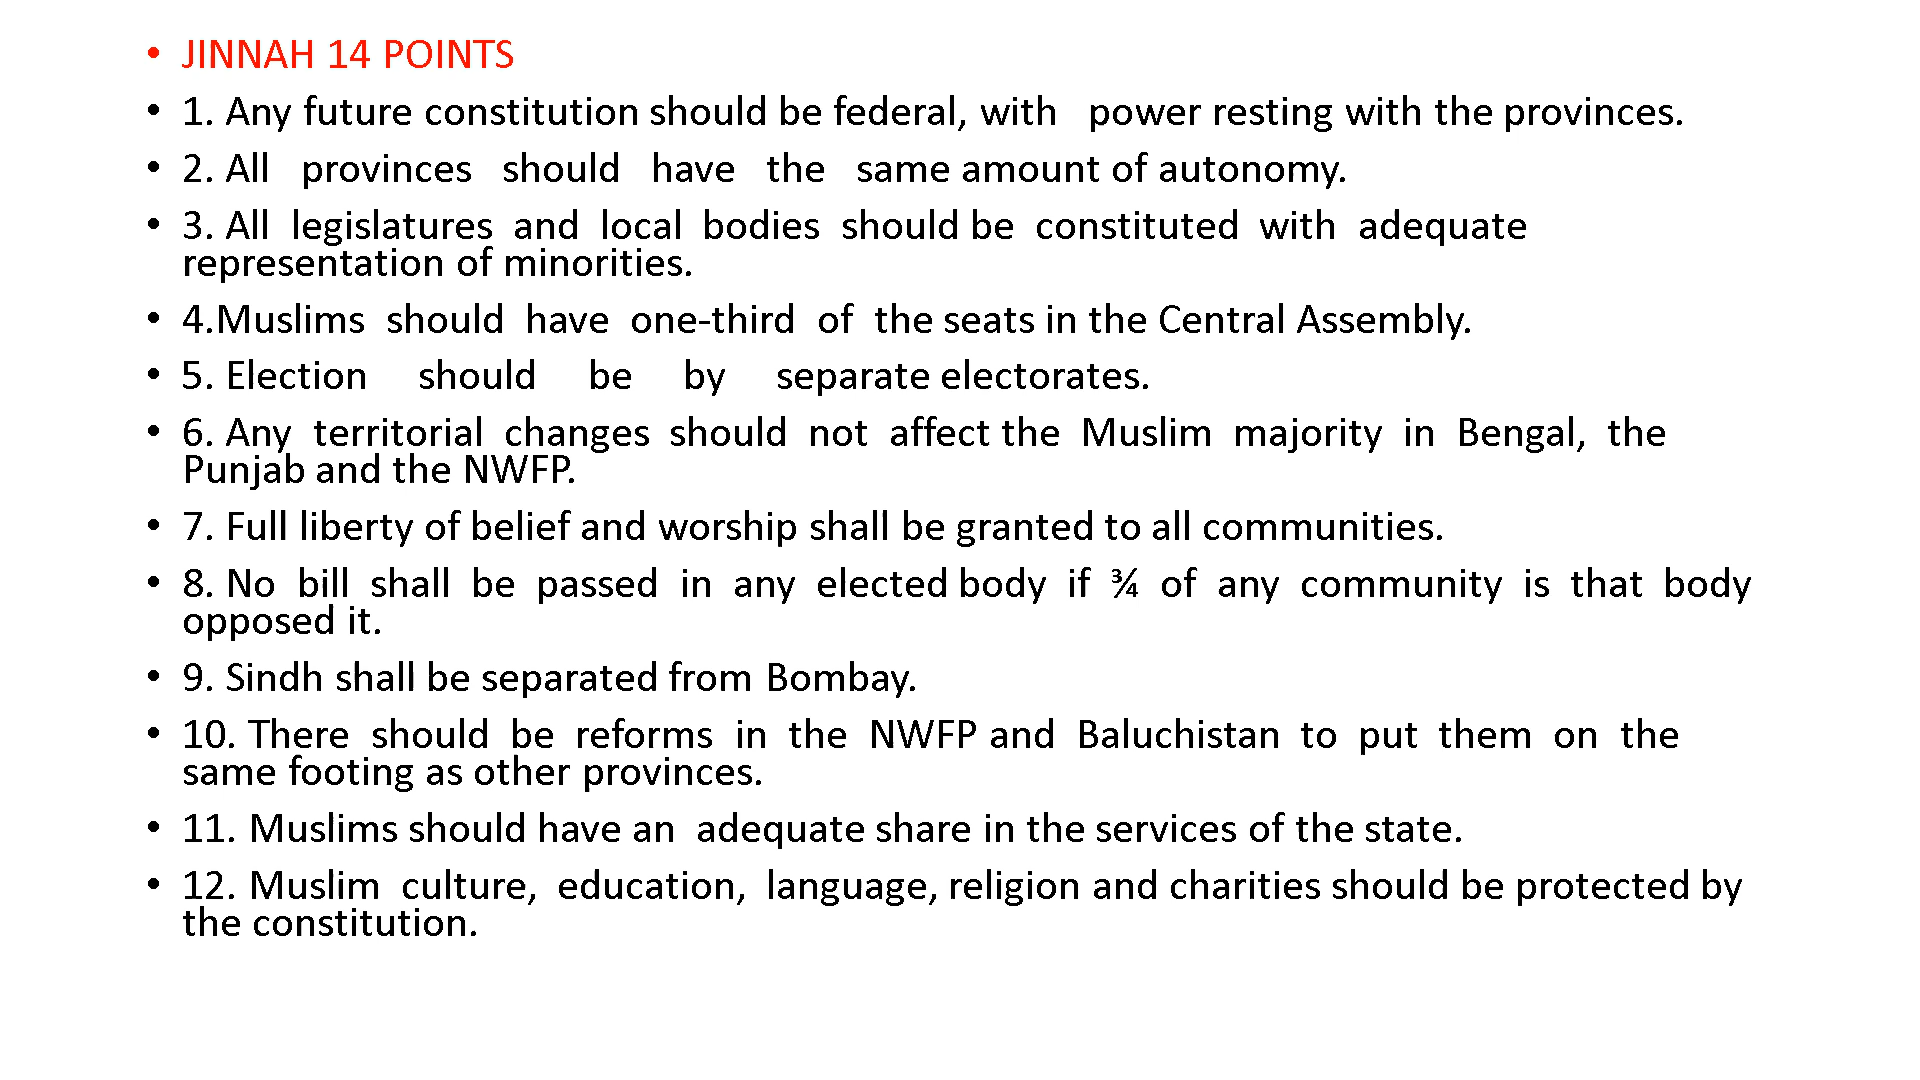 • JINNAH 14 POINTS
• 1. Any future constitution should be federal, with power resting with the provinces.
• 2. All provinces should have the same amount of autonomy.
• 3. All legislatures and local bodies should be constituted with adequate
representation of minorities.
• 4.Muslims should have one-third of the seats in the Central Assembly.
• 5. Election should be by separate electorates.
• 6. Any territorial changes should not affect the Muslim majority in Bengal, the
Punjab and the NWFP.
• 7. Full liberty of belief and worship shall be granted to all communities.
• 8. No bill shall be passed in any elected body if ¾ of any community is that body
opposed it.
• 9. Sindh shall be separated from Bombay.
• 10. There should be reforms in the NWFP and Baluchistan to put them on the
same footing as other provinces.
• 11. Muslims should have an adequate share in the services of the state.
• 12. Muslim culture, education, language, religion and charities should be protected by
the constitution.